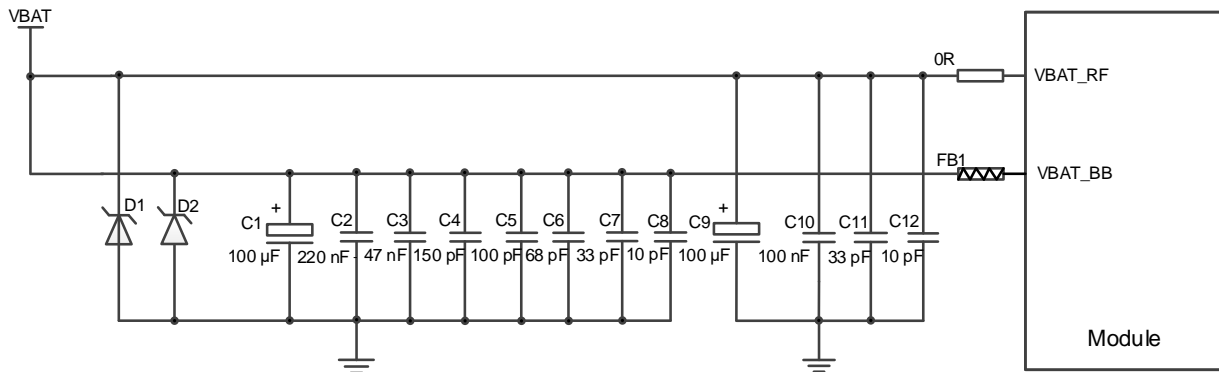 VBAT
0R
VBAT_RF
FB1
VBAT_BB
D1 D2
+ +
C1 C2 C3 C4 C5 C6 C7 C8 C9 C10 C11 C12
100 µF 220 nF 47 nF 150 pF 100 pF 68 pF 33 pF 10 pF 100 µF 100 nF 33 pF 10 pF
Module